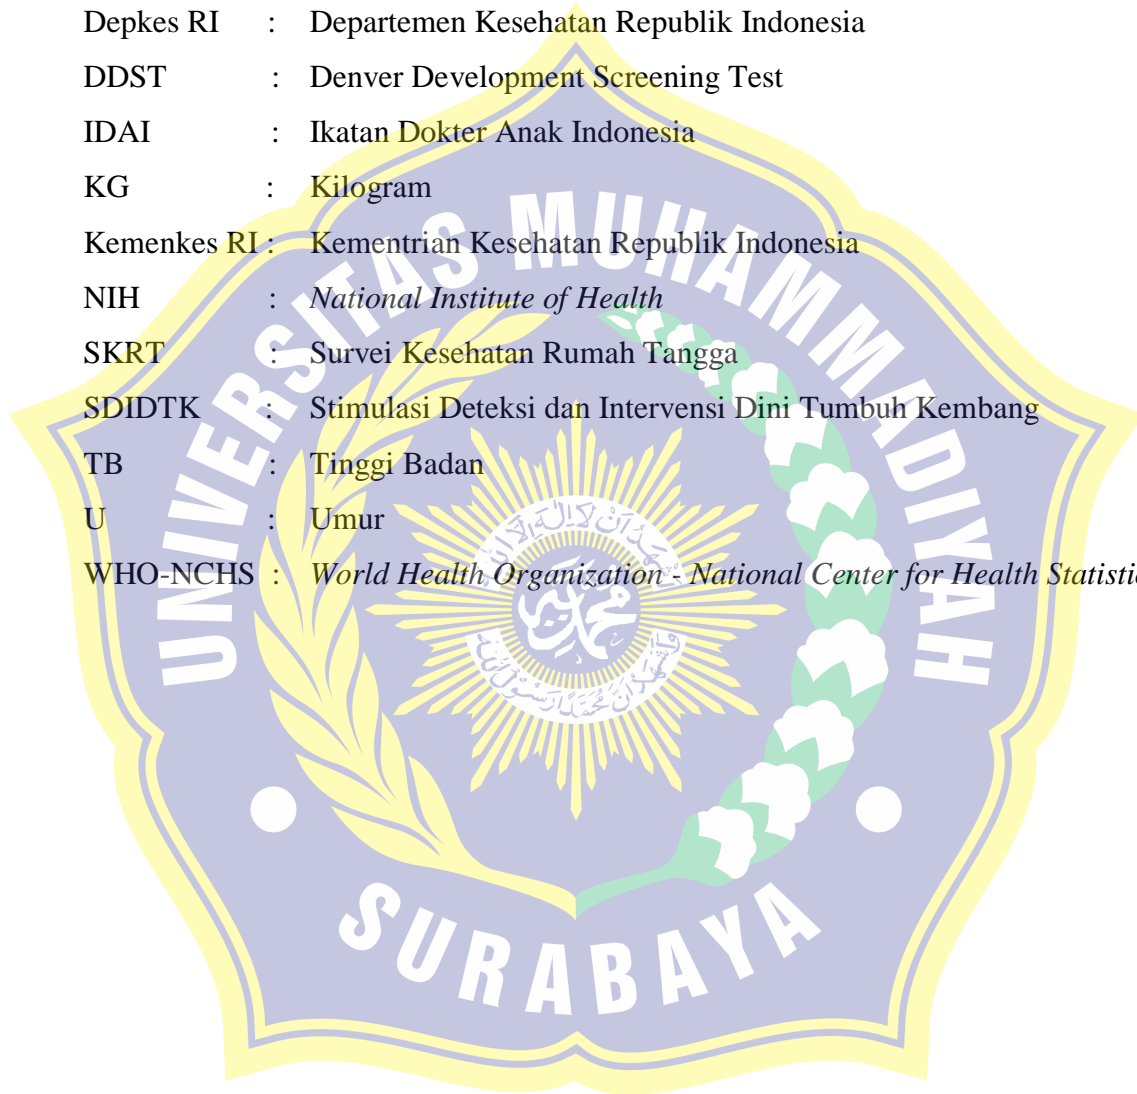 Depkes RI : Departemen Kesehatan Republik Indonesia
DDST : Denver Development Screening Test
IDAI : Ikatan Dokter Anak Indonesia
KG : Kilogram
Kemenkes RI : Kementrian Kesehatan Republik Indonesia
NIH : National Institute of Health
SKRT : Survei Kesehatan Rumah Tangga
SDIDTK : Stimulasi Deteksi dan Intervensi Dini Tumbuh Kembang
TB : Tinggi Badan
U : Umur
WHO-NCHS : World Health Organization - National Center for Health
UNIVERSITAS MUHAMMADIYAH
SURABAYA